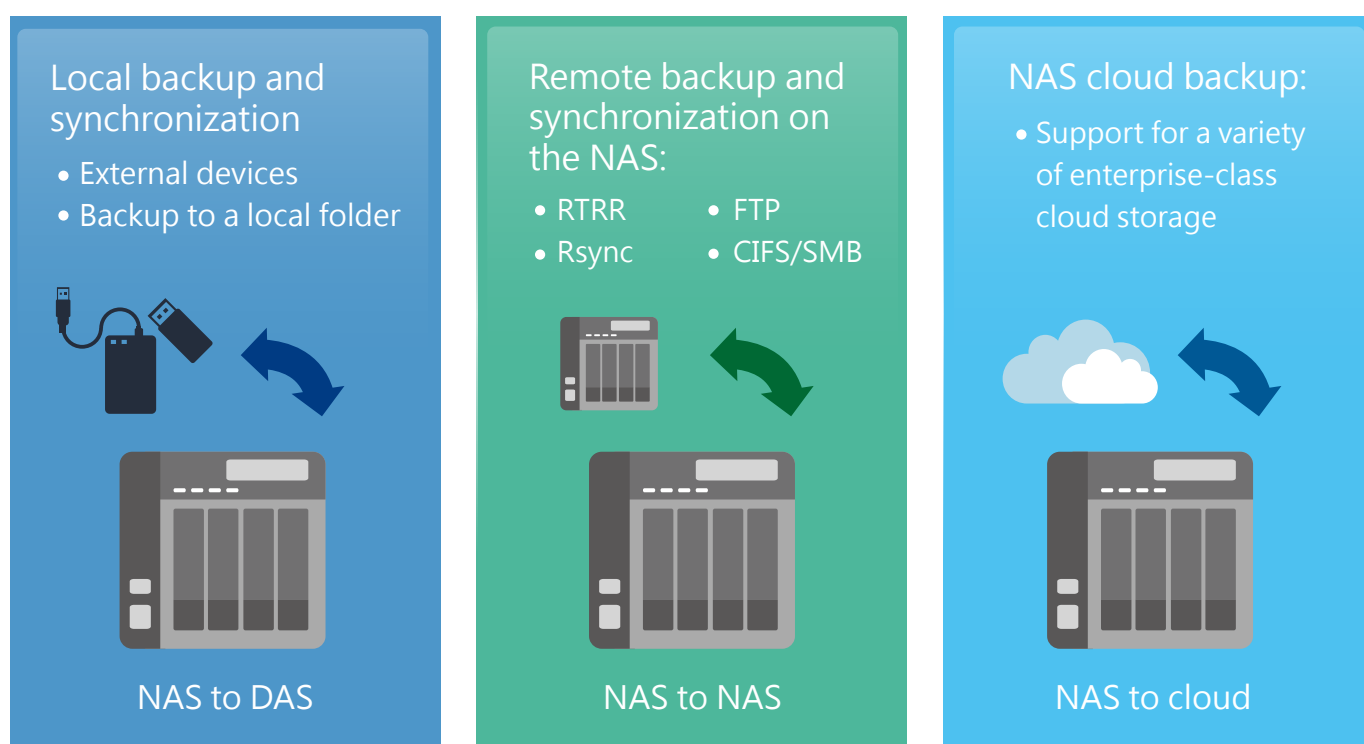 Local backup and
synchronization
• External devices
• Backup to a local folder
NAS to DAS
Remote backup and
synchronization on
the NAS:
• RTRR
• FTP
• Rsync
• CIFS/SMB
NAS to NAS
NAS cloud backup:
• Support for a variety
of enterprise-class
cloud storage
NAS to cloud